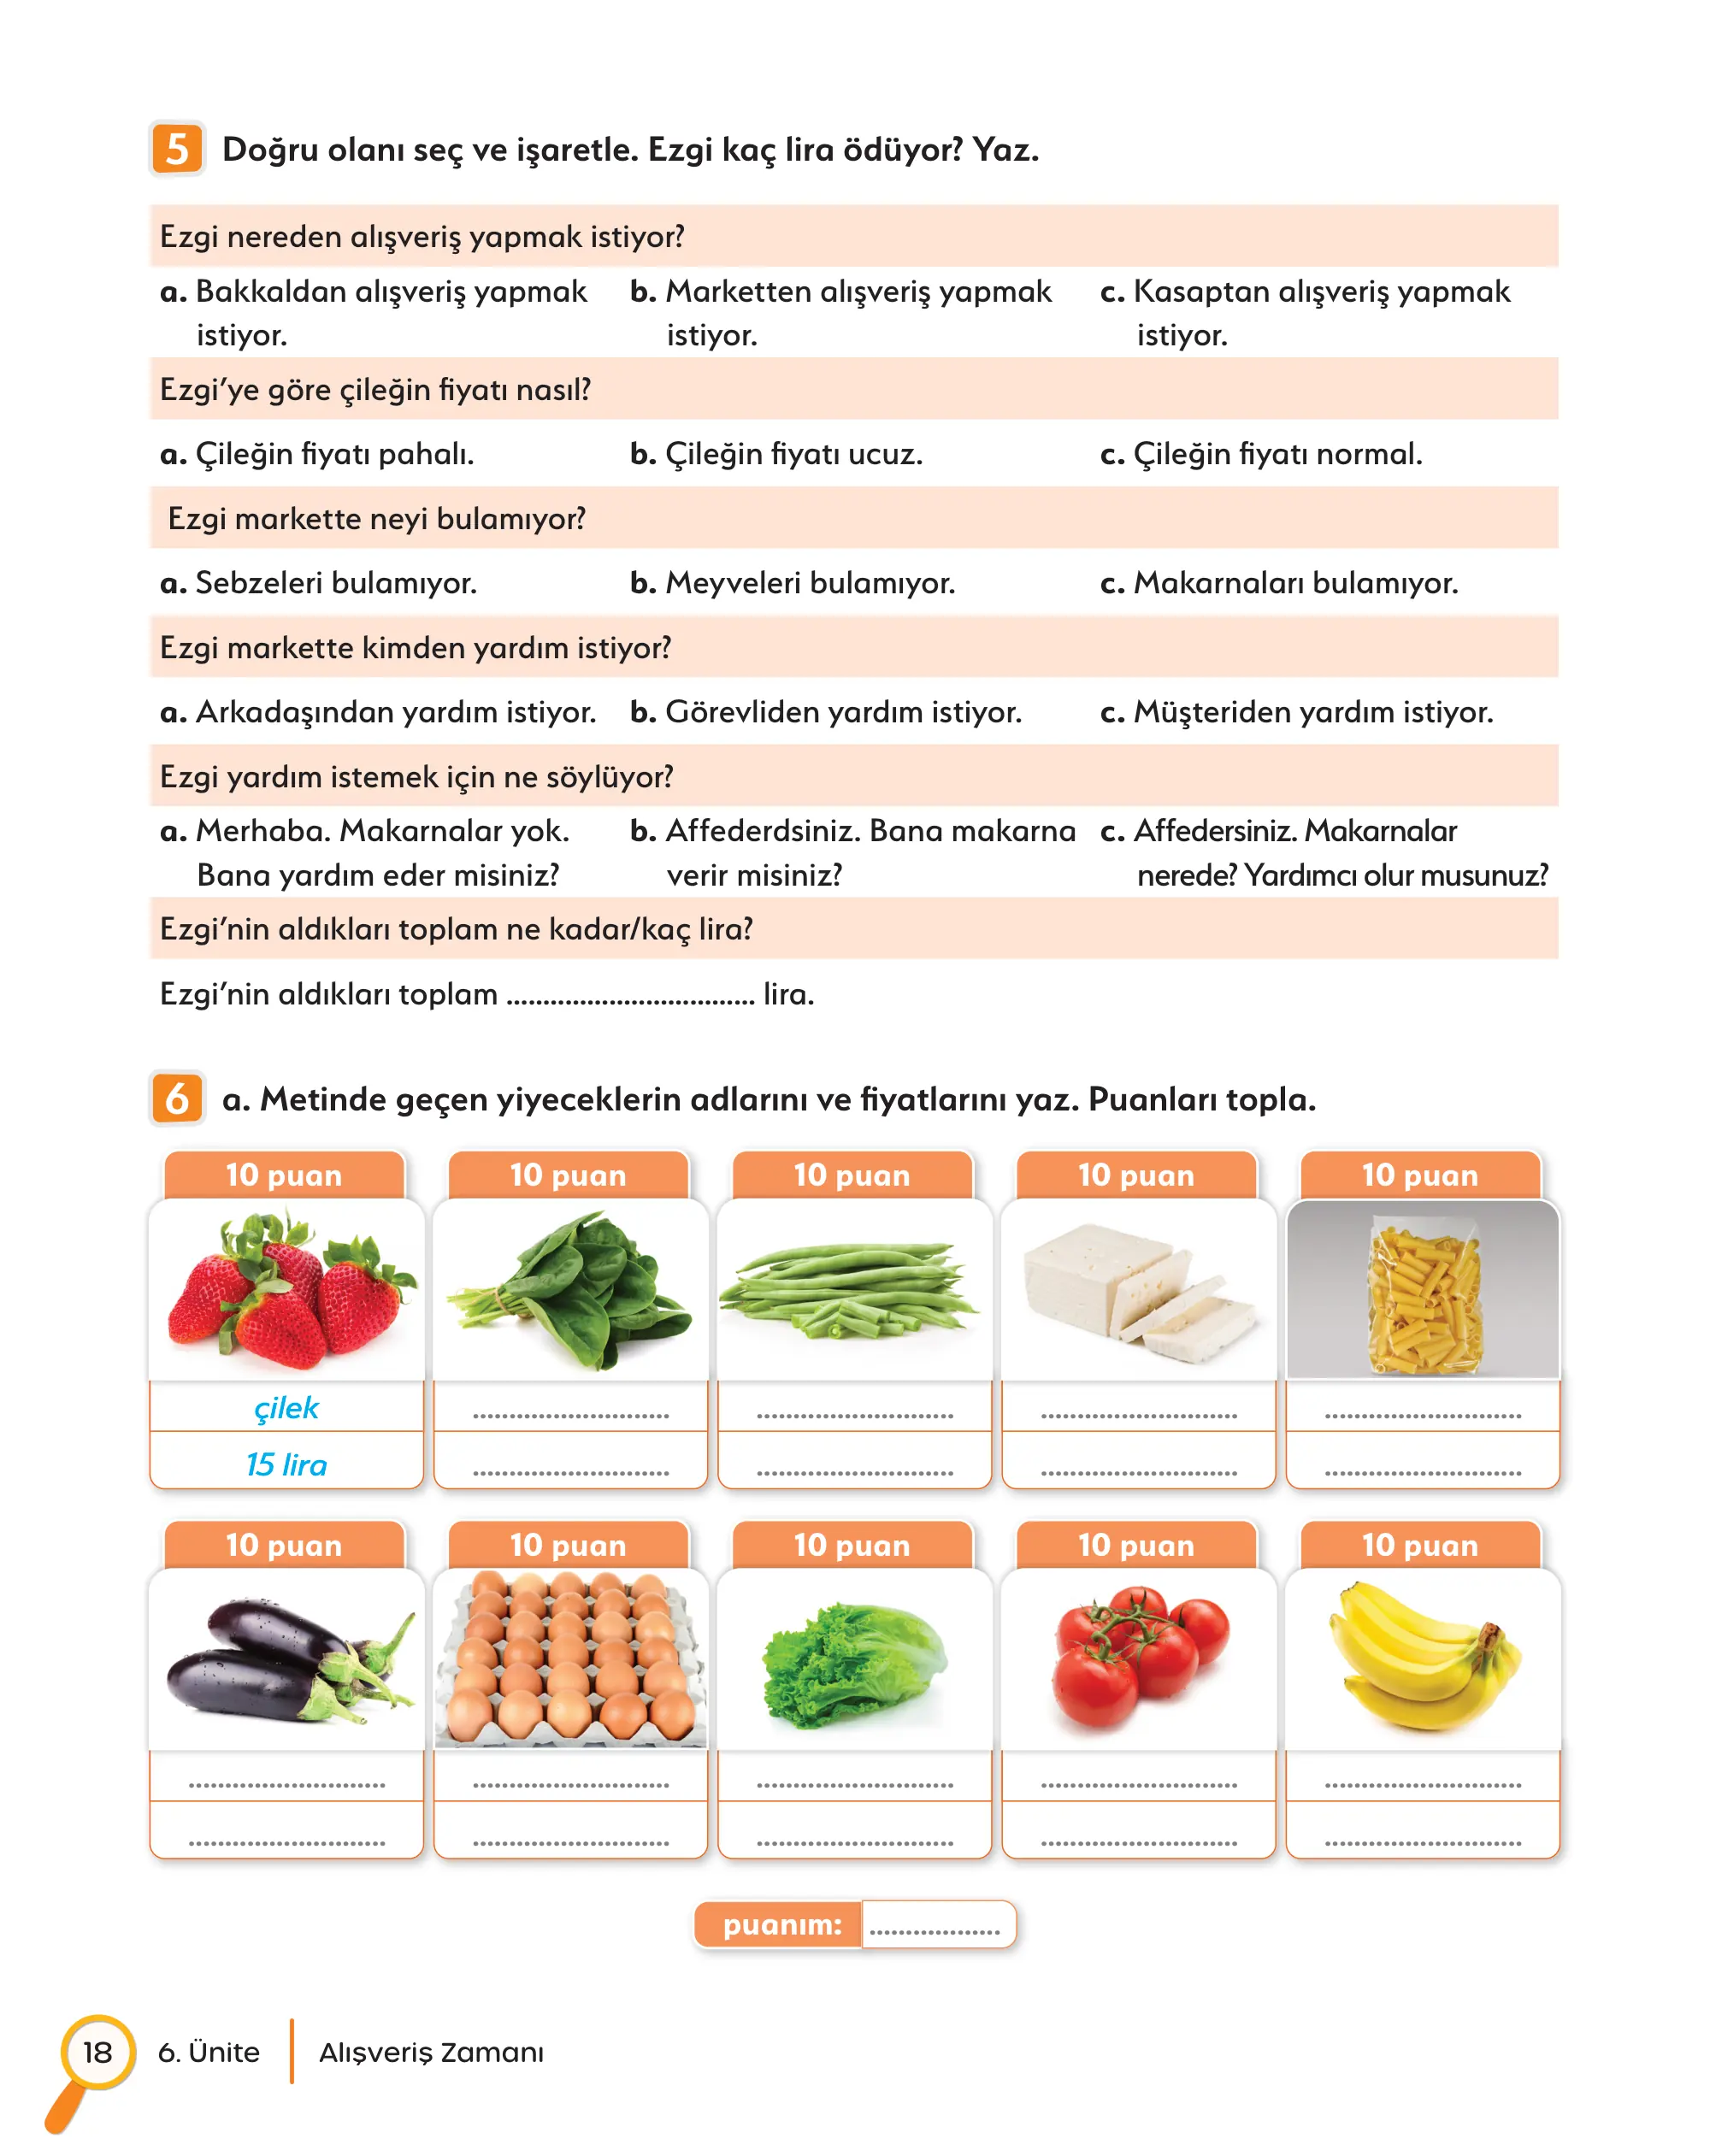 5 Doğru olanı seç ve işaretle. Ezgi kaç lira ödüyor? Yaz.
Ezgi nereden alışveriş yapmak istiyor?
a. Bakkaldan alışveriş yapmak istiyor.
b. Marketten alışveriş yapmak istiyor.
c. Kasaptan alışveriş yapmak istiyor.
Ezgi'ye göre çileğin fiyatı nasıl?
a. Çileğin fiyatı pahalı.
b. Çileğin fiyatı ucuz.
c. Çileğin fiyatı normal.
Ezgi markette neyi bulamıyor?
a. Sebzeleri bulamıyor.
b. Meyveleri bulamıyor.
c. Makarnaları bulamıyor.
Ezgi markette kimden yardım istiyor?
a. Arkadaşından yardım istiyor.
b. Görevliden yardım istiyor.
c. Müşteriden yardım istiyor.
Ezgi yardım istemek için ne söylüyor?
a. Merhaba. Makarnalar yok.
Bana yardım eder misiniz?
b. Affederdsiniz. Bana makarna
verir misiniz?
c. Affedersiniz. Makarnalar
nerede? Yardımcı olur musunuz?
Ezgi'nin aldıkları toplam ne kadar/kaç lira?
Ezgi'nin aldıkları toplam .................................. lira.
6 a. Metinde geçen yiyeceklerin adlarını ve fiyatlarını yaz. Puanları topla.
10 puan
10 puan
10 puan
10 puan
10 puan
çilek
15 lira
10 puan
10 puan
10 puan
10 puan
10 puan
puanım: ..................
18 6. Ünite Alışveriş Zamanı